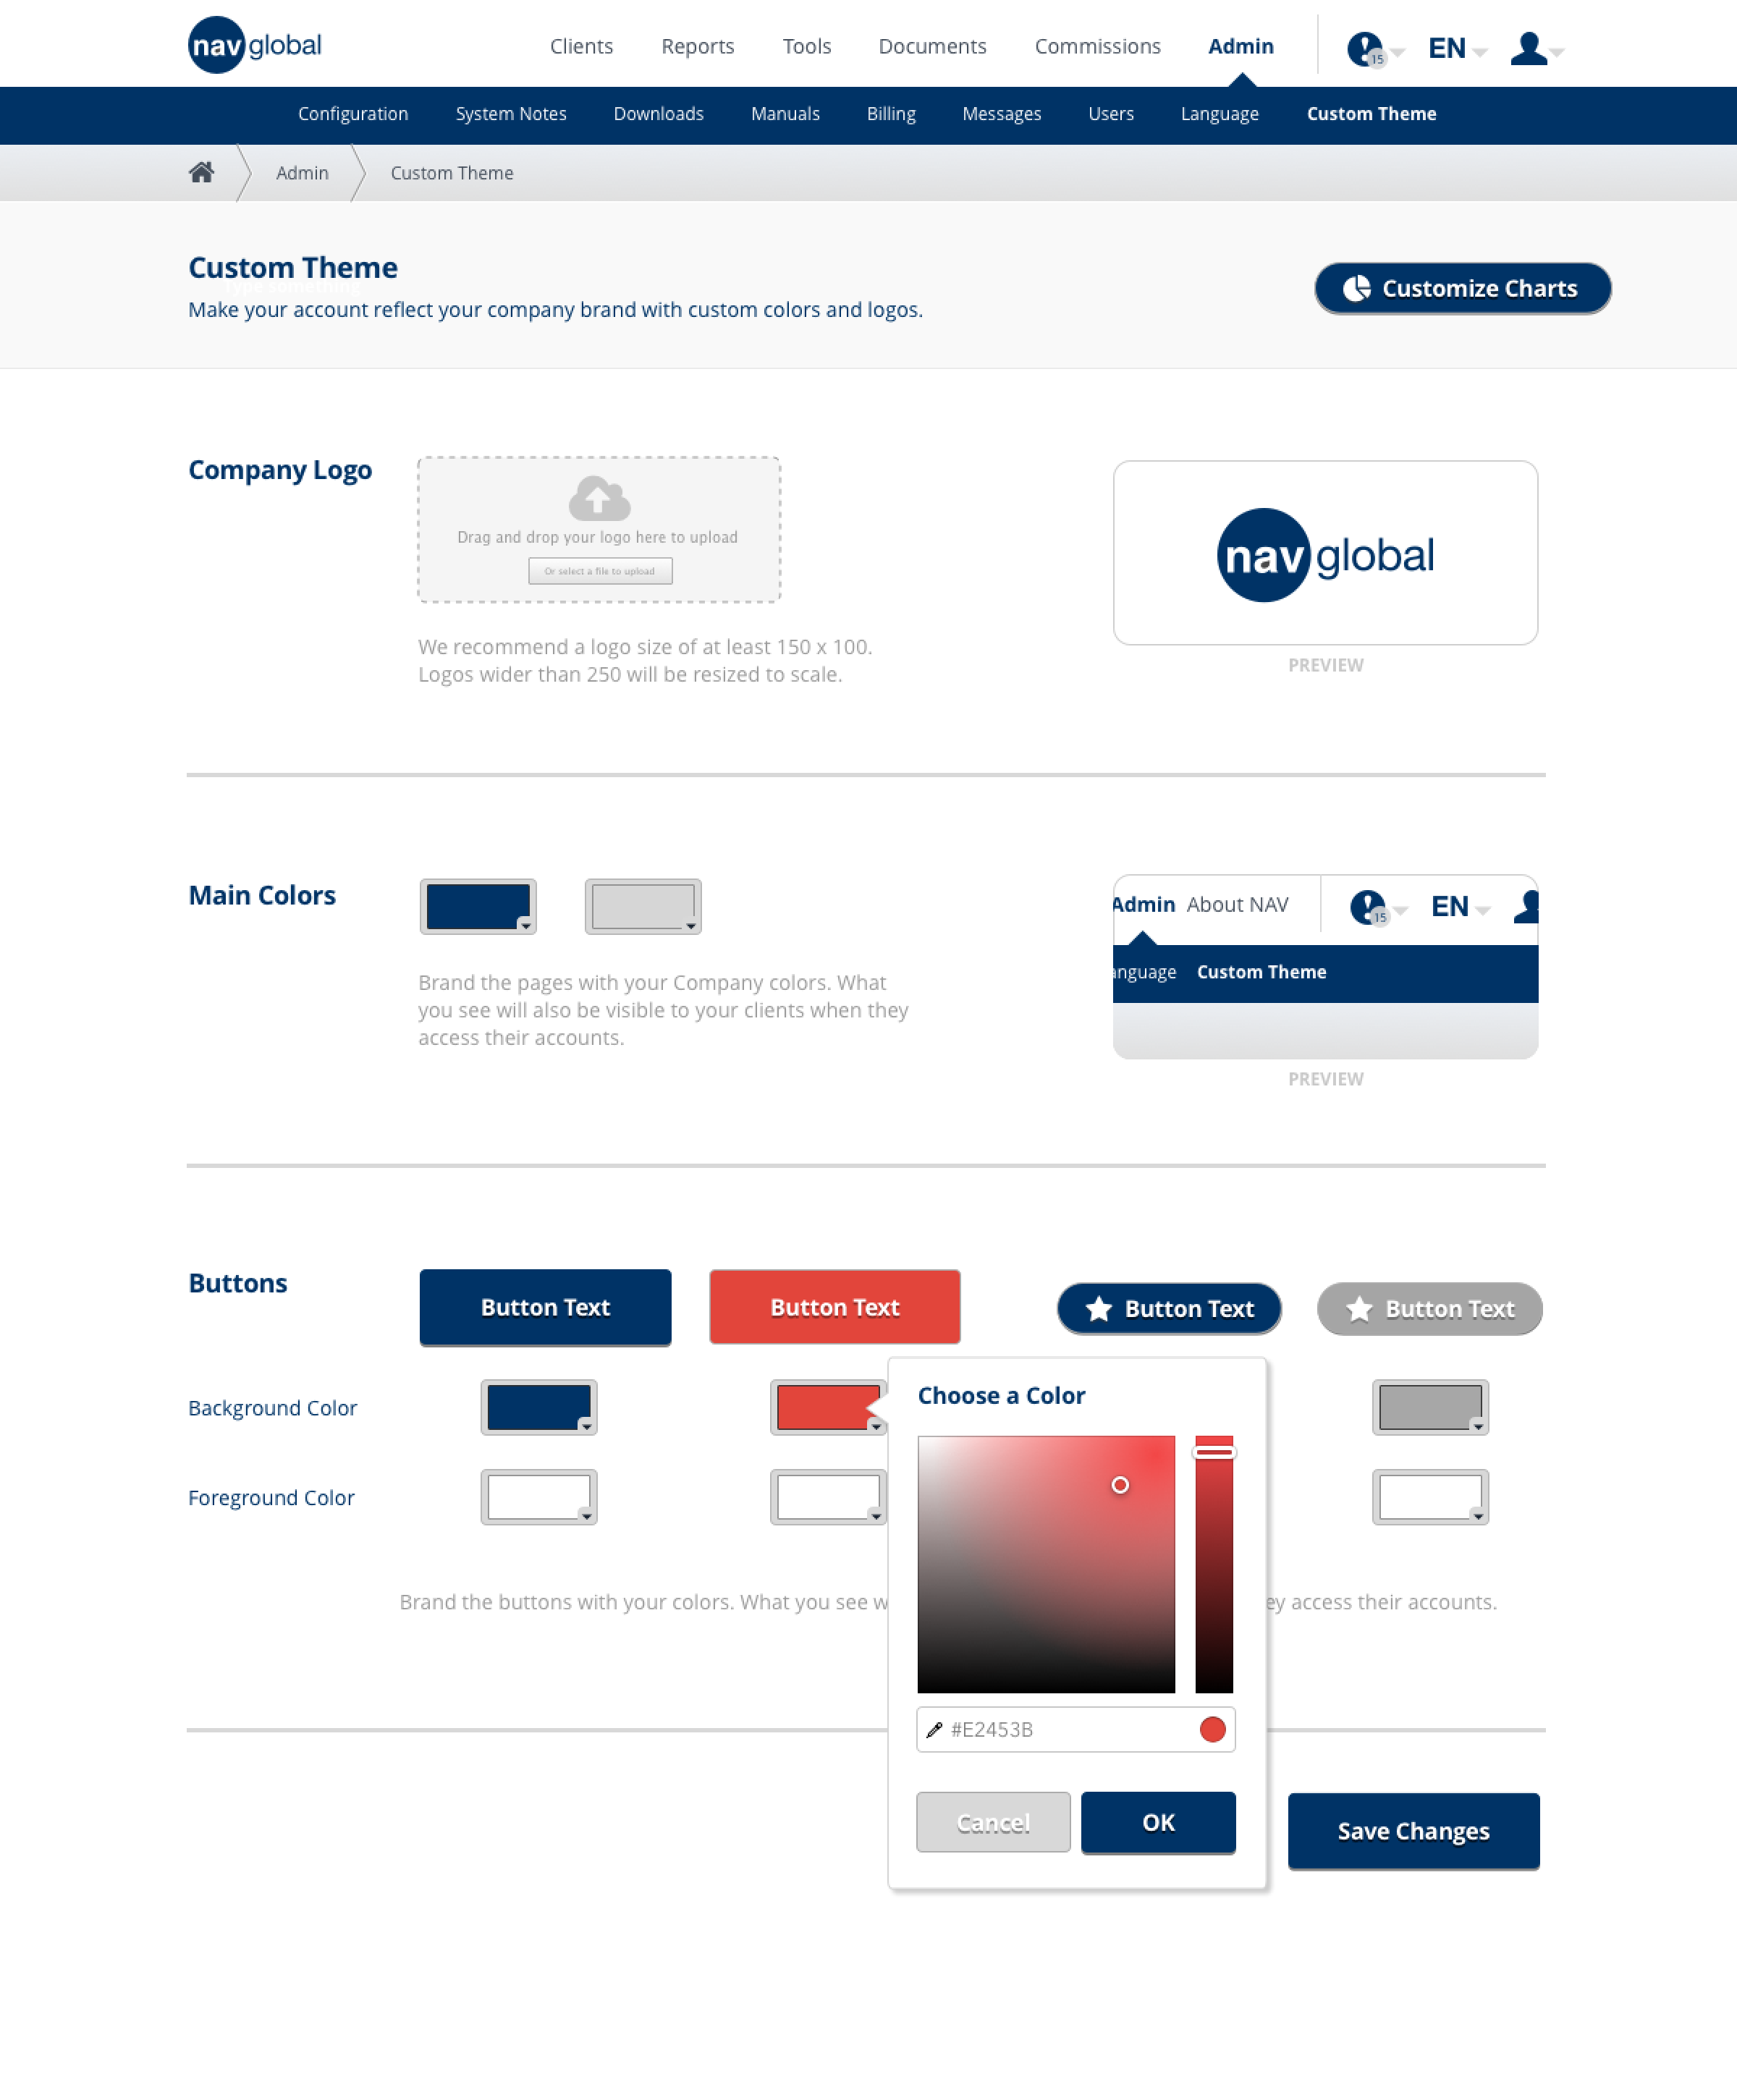 nav global
Clients Reports Tools Documents Commissions Admin 15 EN
Configuration System Notes Downloads Manuals Billing Messages Users Language Custom Theme
Admin Custom Theme
Custom Theme
Type something
Make your account reflect your company brand with custom colors and logos.
Customize Charts
Company Logo
Drag and drop your logo here to upload
Or select a file to upload
We recommend a logo size of at least 150 x 100.
Logos wider than 250 will be resized to scale.
nav global
PREVIEW
Main Colors
Brand the pages with your Company colors. What
you see will also be visible to your clients when they
access their accounts.
Admin About NAV 15 EN
anguage Custom Theme
PREVIEW
Buttons
Button Text Button Text Button Text Button Text
Background Color
Foreground Color
Choose a Color
Brand the buttons with your colors. What you see w
ey access their accounts.
#E2453B
Cancel OK
Save Changes